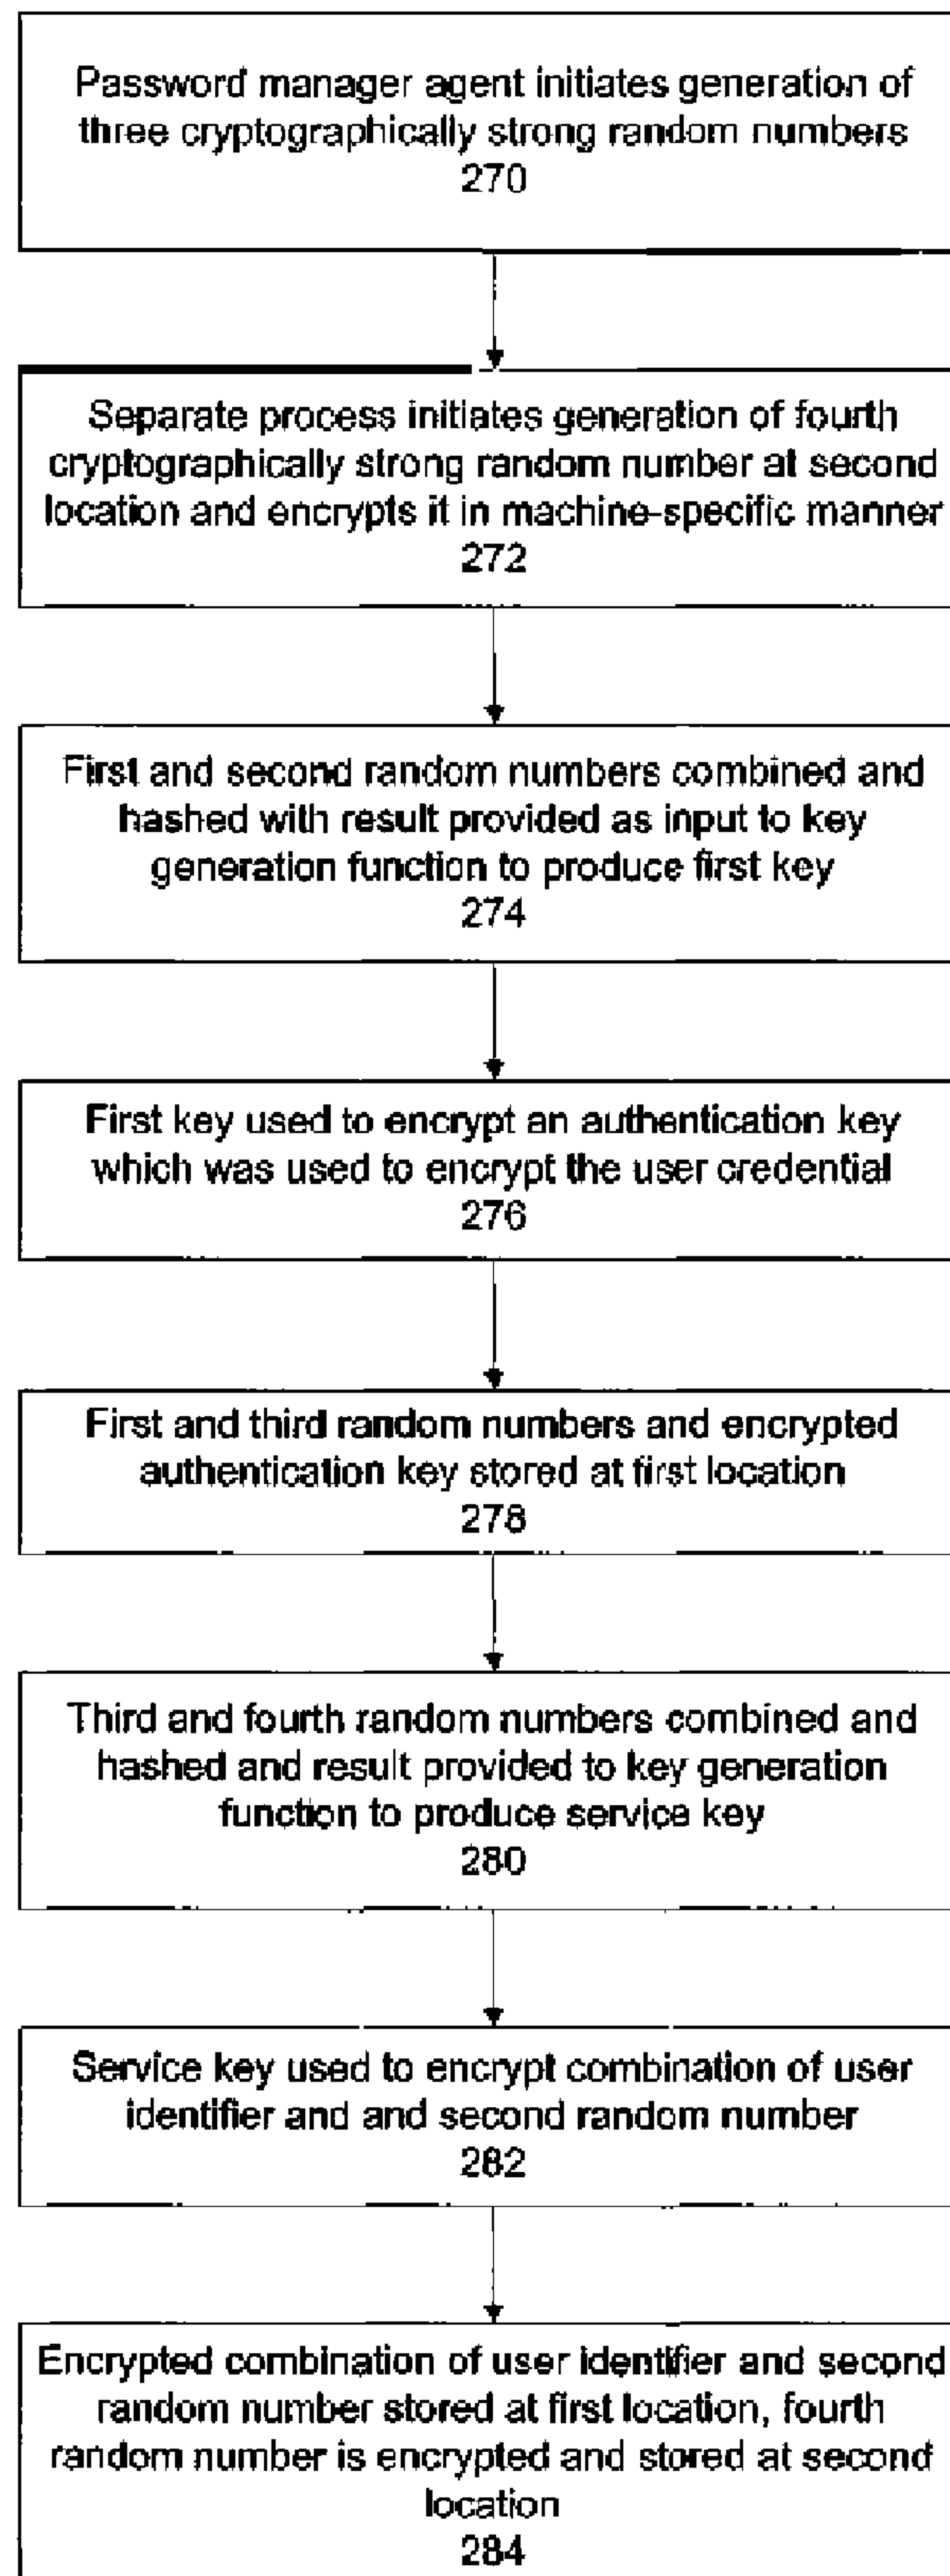 Password manager agent initiates generation of
three cryptographically strong random numbers
270
Separate process initiates generation of fourth
cryptographically strong random number at second
location and encrypts it in machine-specific manner
272
First and second random numbers combined and
hashed with result provided as input to key
generation function to produce first key
274
First key used to encrypt an authentication key
which was used to encrypt the user credential
276
First and third random numbers and encrypted
authentication key stored at first location
278
Third and fourth random numbers combined and
hashed and result provided to key generation
function to produce service key
280
Service key used to encrypt combination of user
identifier and and second random number
282
Encrypted combination of user identifier and second
random number stored at first location, fourth
random number is encrypted and stored at second
location
284